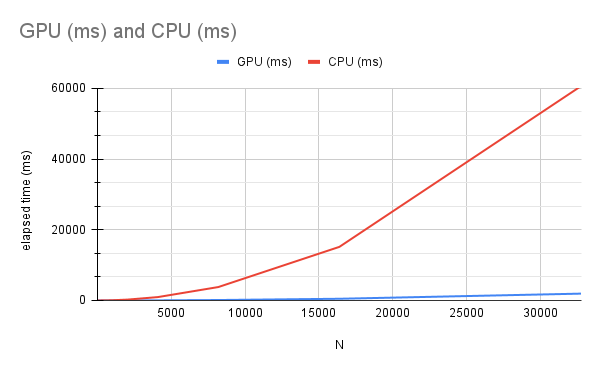 GPU (ms) and CPU (ms)
GPU (ms) CPU (ms)
60000
40000
20000
0
elapsed time (ms)
5000 10000 15000 20000 25000 30000
N